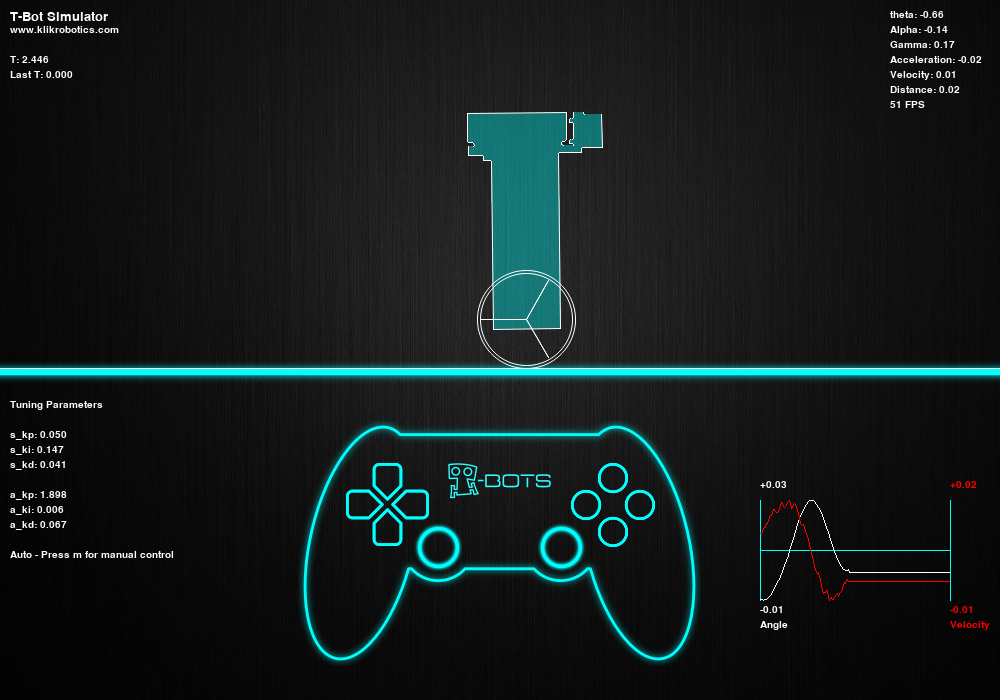 T-Bot Simulator
www.klikrobotics.com
T: 2.446
Last T: 0.000
theta: -0.66
Alpha: -0.14
Gamma: 0.17
Acceleration: -0.02
Velocity: 0.01
Distance: 0.02
51 FPS
Tuning Parameters
s_kp: 0.050
s_ki: 0.147
s_kd: 0.041
a_kp: 1.898
a_ki: 0.006
a_kd: 0.067
Auto - Press m for manual control
-BOTS
+0.03
+0.02
-0.01
-0.01
Angle
Velocity